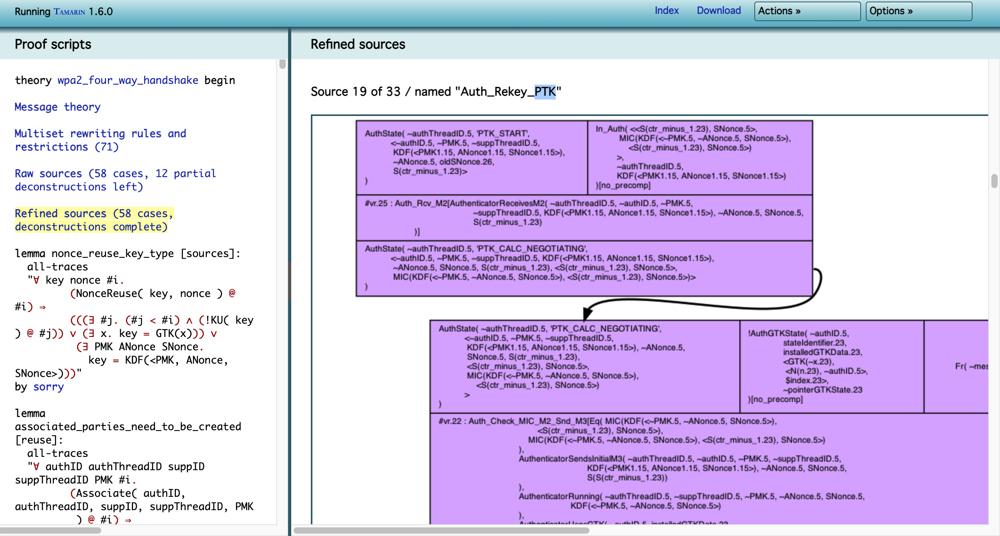 Running TAMARIN 1.6.0
Index
Download
Actions »
Options »
Proof scripts
theory wpa2_four_way_handshake begin
Message theory
Multiset rewriting rules and
restrictions (71)
Raw sources (58 cases, 12 partial
deconstructions left)
Refined sources (58 cases,
deconstructions complete)
lemma nonce_reuse_key_type [sources]:
all-traces
"∀ key nonce #i.
(NonceReuse( key, nonce ) @
#i) ⇒
(((∃ #j. (#j < #i) ∧ (!KU( key
) @ #j)) ∨ (∃ x. key = GTK(x))) ∨
(∃ PMK ANonce SNonce.
key = KDF(<PMK, ANonce,
SNonce>)))"
by sorry
lemma
associated_parties_need_to_be_created
[reuse]:
all-traces
"∀ authID authThreadID suppID
suppThreadID PMK #i.
(Associate( authID,
authThreadID, suppID, suppThreadID, PMK
) @ #i) ⇒
Refined sources
Source 19 of 33 / named "Auth_Rekey_PTK"
AuthState( ~authThreadID.5, 'PTK_START',
<~authID.5, ~PMK.5, ~suppThreadID.5,
KDF(<PMK1.15, ANonce1.15, SNonce1.15>),
~ANonce.5, oldSNonce.26,
S(ctr_minus_1.23)>
)
In_Auth( <<S(ctr_minus_1.23), SNonce.5>,
MIC(KDF(<~PMK.5, ~ANonce.5, SNonce.5>),
<S(ctr_minus_1.23), SNonce.5>)
>,
~authThreadID.5,
KDF(<PMK1.15, ANonce1.15, SNonce1.15>)
)[no_precomp]
#vr.25 : Auth_Rcv_M2[AuthenticatorReceivesM2( ~authThreadID.5, ~authID.5, ~PMK.5,
~suppThreadID.5, KDF(<PMK1.15, ANonce1.15, SNonce1.15>), ~ANonce.5, SNonce.5,
S(ctr_minus_1.23)
)]
AuthState( ~authThreadID.5, 'PTK_CALC_NEGOTIATING',
<~authID.5, ~PMK.5, ~suppThreadID.5, KDF(<PMK1.15, ANonce1.15, SNonce1.15>),
~ANonce.5, SNonce.5, S(ctr_minus_1.23), <S(ctr_minus_1.23), SNonce.5>,
MIC(KDF(<~PMK.5, ~ANonce.5, SNonce.5>), <S(ctr_minus_1.23), SNonce.5>)>
)
AuthState( ~authThreadID.5, 'PTK_CALC_NEGOTIATING',
<~authID.5, ~PMK.5, ~suppThreadID.5,
KDF(<PMK1.15, ANonce1.15, SNonce1.15>), ~ANonce.5,
SNonce.5, S(ctr_minus_1.23),
<S(ctr_minus_1.23), SNonce.5>,
MIC(KDF(<~PMK.5, ~ANonce.5, SNonce.5>),
<S(ctr_minus_1.23), SNonce.5>)
>
)
!AuthGTKState( ~authID.5,
stateIdentifier.23,
installedGTKData.23,
<GTK(~x.23),
<N(n.23), ~authID.5>,
$index.23>,
~pointerGTKState.23
)[no_precomp]
Fr( ~mes
#vr.22 : Auth_Check_MIC_M2_Snd_M3[Eq( MIC(KDF(<~PMK.5, ~ANonce.5, SNonce.5>),
<S(ctr_minus_1.23), SNonce.5>),
MIC(KDF(<~PMK.5, ~ANonce.5, SNonce.5>), <S(ctr_minus_1.23), SNonce.5>)
),
AuthenticatorSendsInitialM3( ~authThreadID.5, ~authID.5, ~PMK.5, ~suppThreadID.5,
KDF(<PMK1.15, ANonce1.15, SNonce1.15>), ~ANonce.5, SNonce.5,
S(S(ctr_minus_1.23))
),
AuthenticatorRunning( ~authThreadID.5, ~suppThreadID.5, ~PMK.5, ~ANonce.5, SNonce.5,
KDF(<~PMK.5, ~ANonce.5, SNonce.5>)
),
AuthenticatorUsesGTK( ~authID.5, installedGTKData.23,